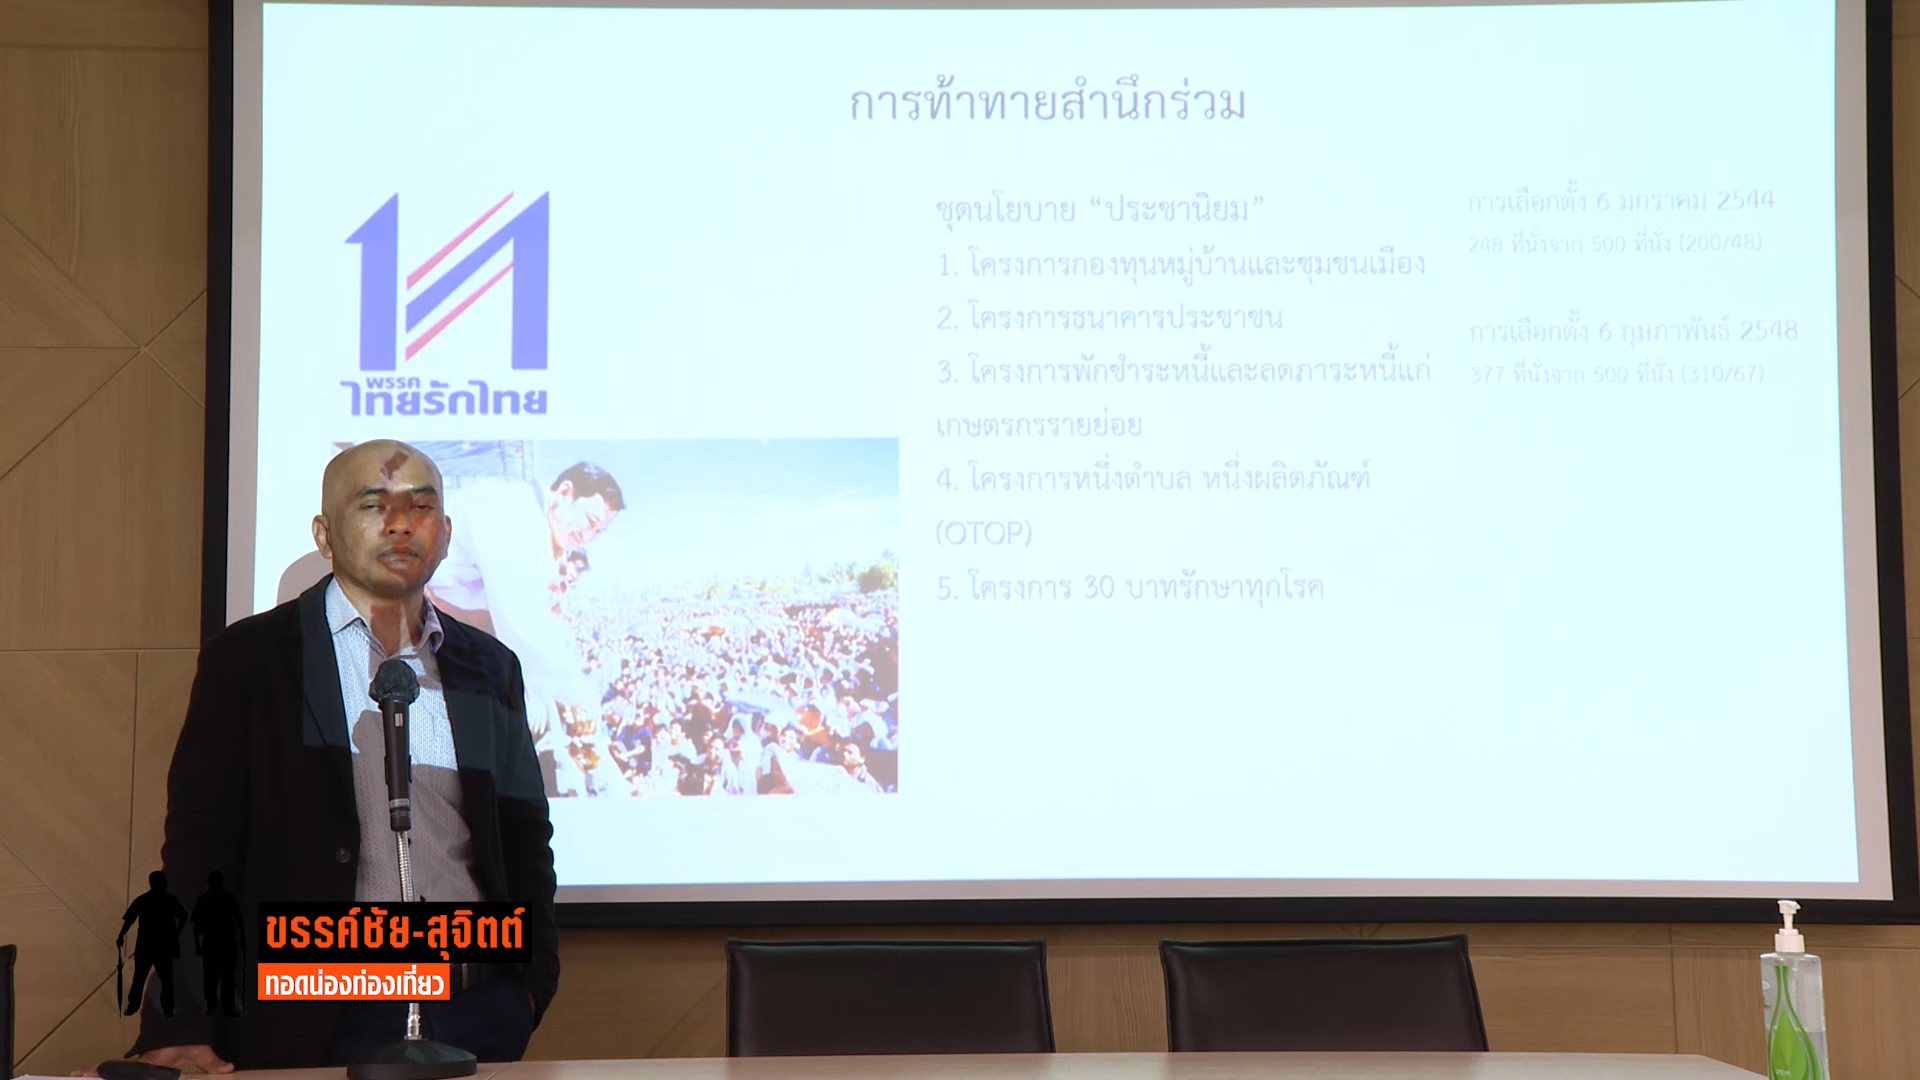 การท้าทายสำนึกร่วม
พรรค
ไทยรักไทย
ชุดนโยบาย “ประชานิยม”
1. โครงการกองทุนหมู่บ้านและชุมชนเมือง
2. โครงการธนาคารประชาชน
3. โครงการพักชำระหนี้และลดภาระหนี้แก่
เกษตรกรรายย่อย
4. โครงการหนึ่งตำบล หนึ่งผลิตภัณฑ์
(OTOP)
5. โครงการ 30 บาทรักษาทุกโรค
การเลือกตั้ง 6 มกราคม 2544
248 ที่นั่งจาก 500 ที่นั่ง (200/48)
การเลือกตั้ง 6 กุมภาพันธ์ 2548
377 ที่นั่งจาก 500 ที่นั่ง (310/67)
ขรรค์ชัย-สุจิตต์
ทอดน่องท่องเที่ยว